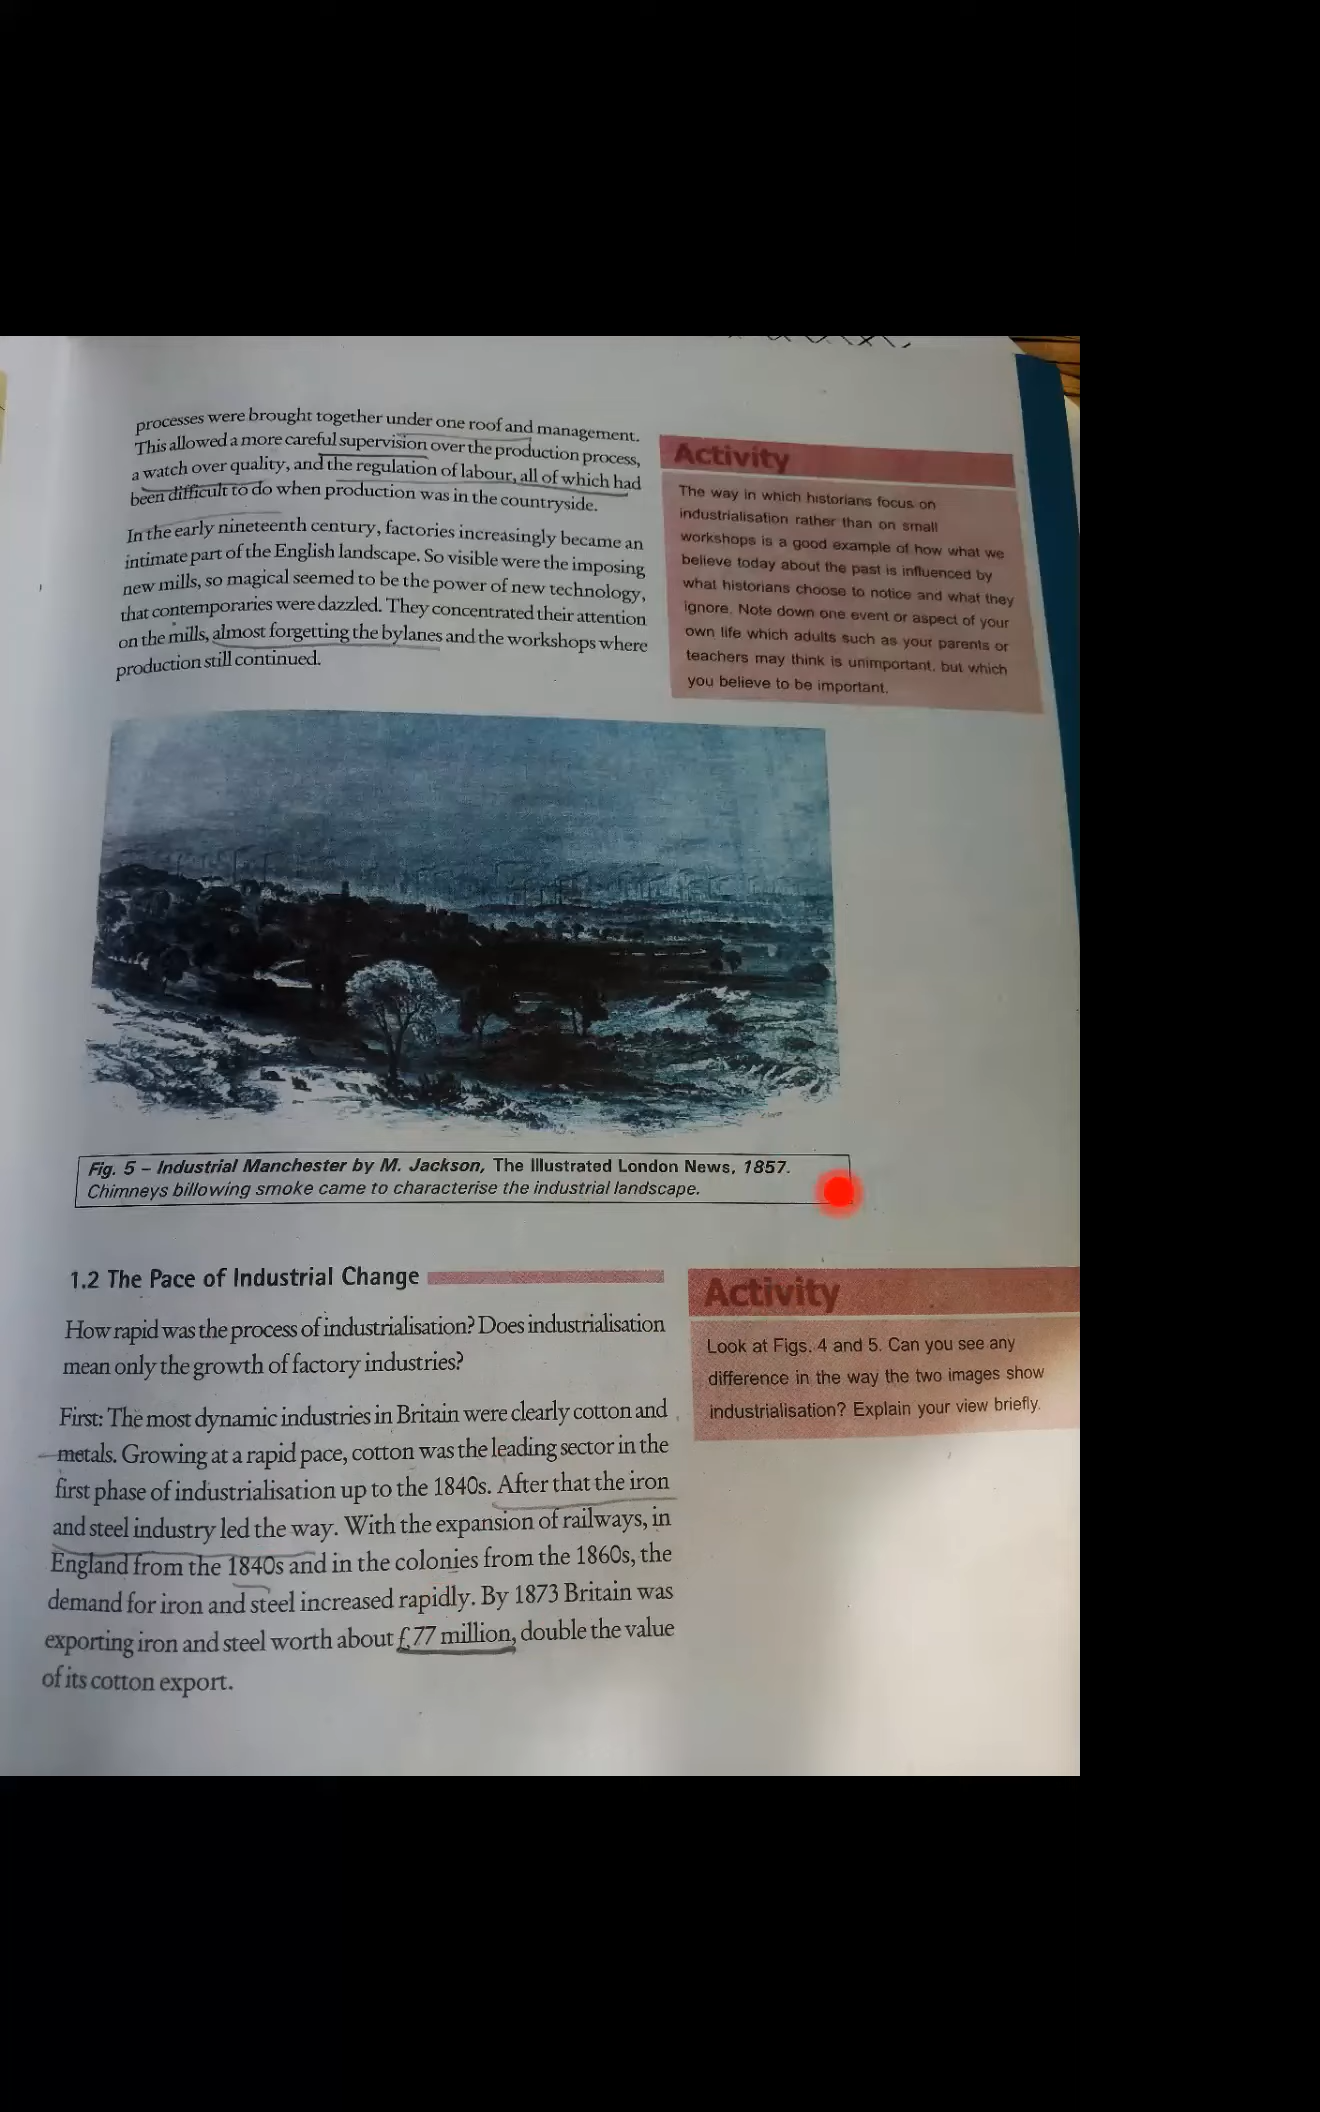 processes were brought together under one roof and management.
This allowed a more careful supervision over the production process,
a watch over quality, and the regulation of labour, all of which had
been difficult to do when production was in the countryside.
In the early nineteenth century, factories increasingly became an
intimate part of the English landscape. So visible were the imposing
new mills, so magical seemed to be the power of new technology,
that contemporaries were dazzled. They concentrated their attention
on the mills, almost forgetting the bylanes and the workshops where
production still continued.
Activity
The way in which historians focus on
industrialisation rather than on small
workshops is a good example of how what we
believe today about the past is influenced by
what historians choose to notice and what they
ignore. Note down one event or aspect of your
own life which adults such as your parents or
teachers may think is unimportant, but which
you believe to be important.
Fig. 5 – Industrial Manchester by M. Jackson, The Illustrated London News, 1857.
Chimneys billowing smoke came to characterise the industrial landscape.
1.2 The Pace of Industrial Change
How rapid was the process of industrialisation? Does industrialisation
mean only the growth of factory industries?
First: The most dynamic industries in Britain were clearly cotton and
metals. Growing at a rapid pace, cotton was the leading sector in the
first phase of industrialisation up to the 1840s. After that the iron
and steel industry led the way. With the expansion of railways, in
England from the 1840s and in the colonies from the 1860s, the
demand for iron and steel increased rapidly. By 1873 Britain was
exporting iron and steel worth about £77 million, double the value
of its cotton export.
Activity
Look at Figs. 4 and 5. Can you see any
difference in the way the two images show
industrialisation? Explain your view briefly.